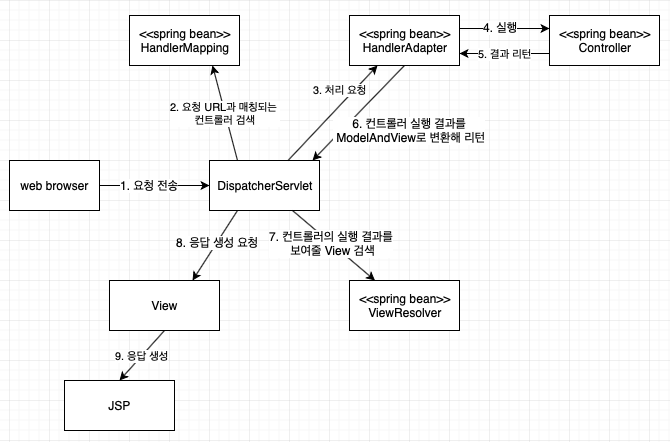 <<spring bean>>
HandlerMapping
<<spring bean>>
HandlerAdapter
4. 실행
5. 결과 리턴
<<spring bean>>
Controller
2. 요청 URL과 매칭되는
컨트롤러 검색
3. 처리 요청
6. 컨트롤러 실행 결과를
ModelAndView로 변환해 리턴
web browser
1. 요청 전송
DispatcherServlet
8. 응답 생성 요청
7. 컨트롤러의 실행 결과를
보여줄 View 검색
View
<<spring bean>>
ViewResolver
9. 응답 생성
JSP